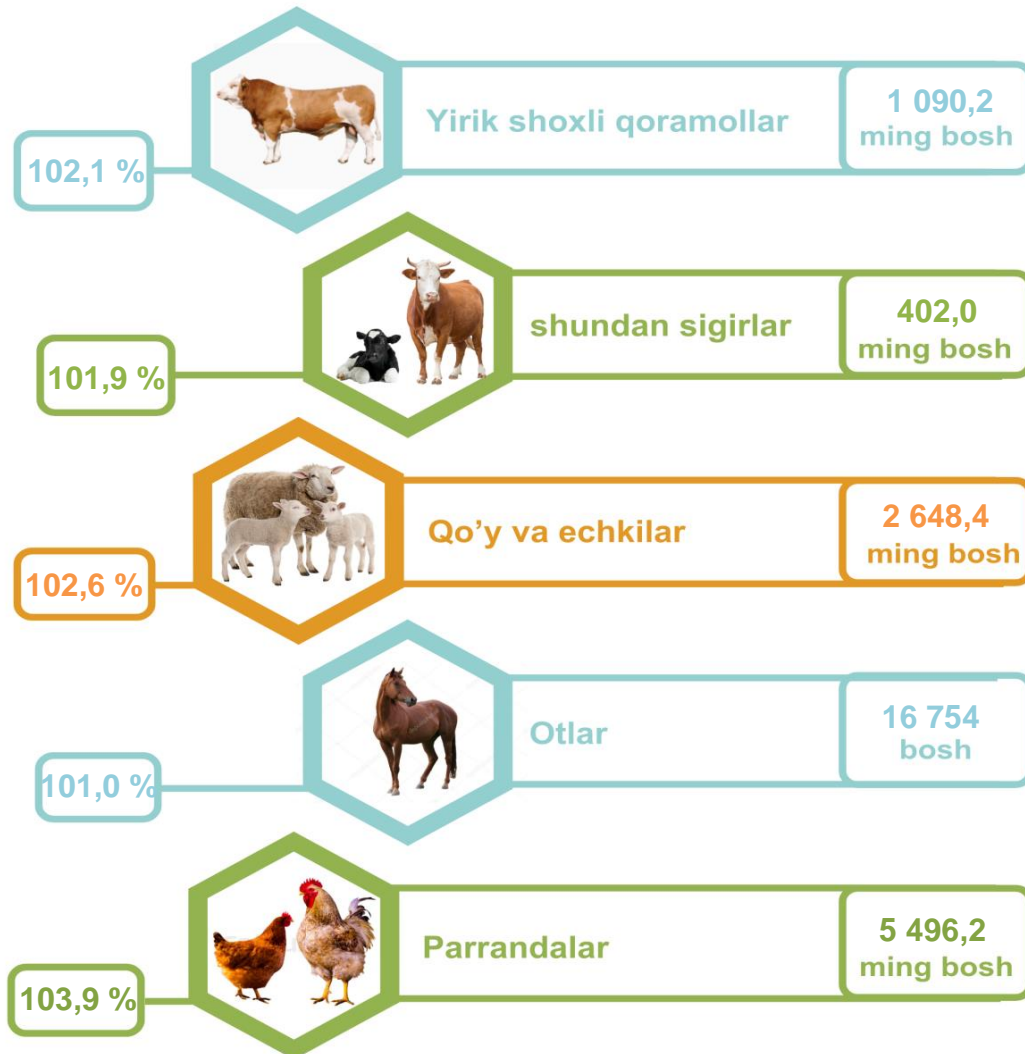 Yirik shoxli qoramollar
1 090,2
ming bosh
102,1 %
shundan sigirlar
402,0
ming bosh
101,9 %
Qo’y va echkilar
2 648,4
ming bosh
102,6 %
Otlar
16 754
bosh
101,0 %
Parrandalar
5 496,2
ming bosh
103,9 %